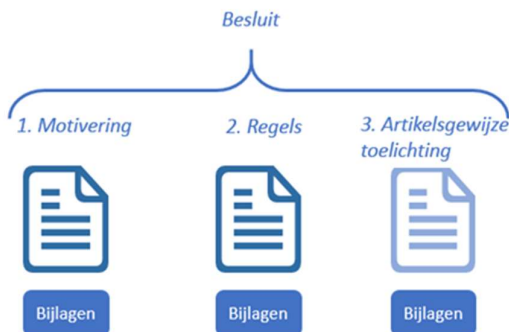 Besluit
1. Motivering
2. Regels
3. Artikelsgewijze
toelichting
Bijlagen
Bijlagen
Bijlagen